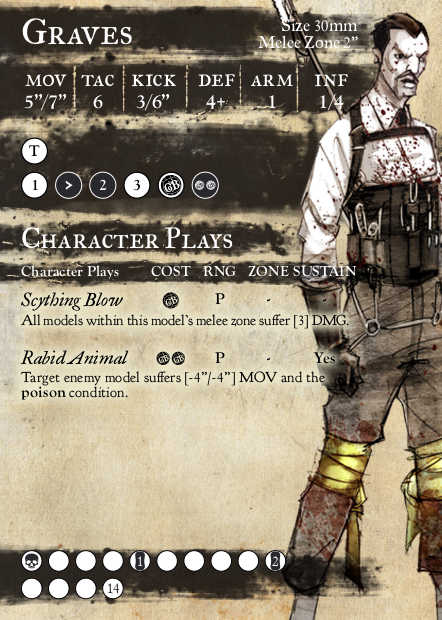 Graves
Size 30mm
Melee Zone 2"
MOV TAC KICK DEF ARM INF
5"/7" 6 3/6" 4+ 1 1/4
T
1 > 2 3 GB
Character Plays
Character Plays COST RNG ZONE SUSTAIN
Scything Blow GB P - -
All models within this model's melee zone suffer [3] DMG.
Rabid Animal GB GB P - Yes
Target enemy model suffers [-4"/-4"] MOV and the
poison condition.
1 2
14